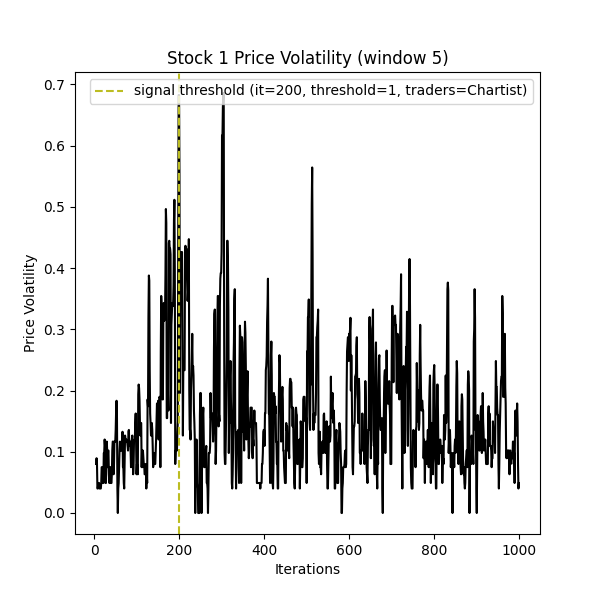 Stock 1 Price Volatility (window 5)
signal threshold (it=200, threshold=1, traders=Chartist)
0.7
0.6
0.5
0.4
0.3
0.2
0.1
0.0
Price Volatility
0 200 400 600 800 1000
Iterations